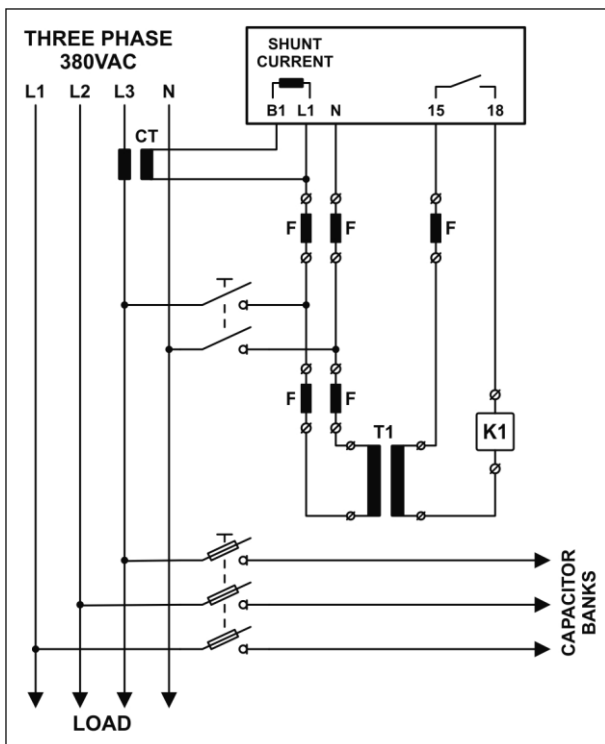 THREE PHASE
380VAC
L1 L2 L3 N
SHUNT
CURRENT
B1 L1 N 15 18
CT
F F F
F F
T1
K1
CAPACITOR
BANKS
LOAD